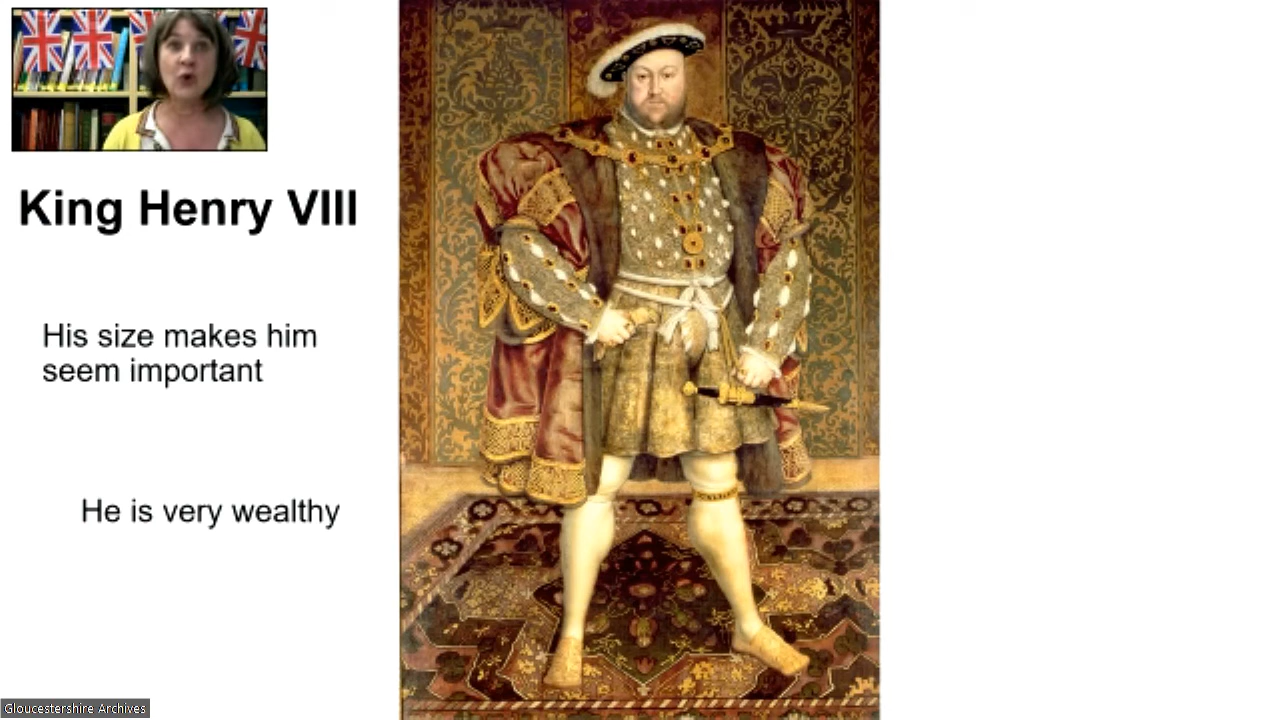 King Henry VIII
His size makes him
seem important
He is very wealthy
Gloucestershire Archives